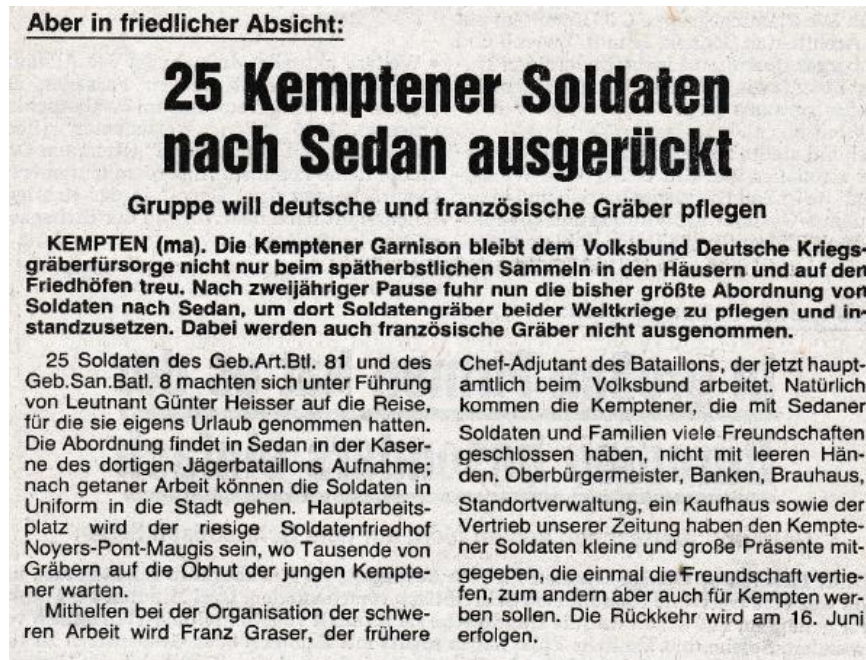 Aber in friedlicher Absicht:
25 Kemptener Soldaten
nach Sedan ausgerückt
Gruppe will deutsche und französische Gräber pflegen
KEMPTEN (ma). Die Kemptener Garnison bleibt dem Volksbund Deutsche Kriegs-
gräberfürsorge nicht nur beim spätherbstlichen Sammeln in den Häusern und auf den
Friedhöfen treu. Nach zweijähriger Pause fuhr nun die bisher größte Abordnung von
Soldaten nach Sedan, um dort Soldatengräber beider Weltkriege zu pflegen und in-
standzusetzen. Dabei werden auch französische Gräber nicht ausgenommen.
25 Soldaten des Geb.Art.Btl. 81 und des
Geb.San.Batl. 8 machten sich unter Führung
von Leutnant Günter Heisser auf die Reise,
für die sie eigens Urlaub genommen hatten.
Die Abordnung findet in Sedan in der Kaser-
ne des dortigen Jägerbataillons Aufnahme;
nach getaner Arbeit können die Soldaten in
Uniform in die Stadt gehen. Hauptarbeits-
platz wird der riesige Soldatenfriedhof
Noyers-Pont-Maugis sein, wo Tausende von
Gräbern auf die Obhut der jungen Kempte-
ner warten.
Mithelfen bei der Organisation der schwe-
ren Arbeit wird Franz Graser, der frühere
Chef-Adjutant des Bataillons, der jetzt haupt-
amtlich beim Volksbund arbeitet. Natürlich
kommen die Kemptener, die mit Sedaner
Soldaten und Familien viele Freundschaften
geschlossen haben, nicht mit leeren Hän-
den. Oberbürgermeister, Banken, Brauhaus,
Standortverwaltung, ein Kaufhaus sowie der
Vertrieb unserer Zeitung haben den Kempte-
ner Soldaten kleine und große Präsente mit-
gegeben, die einmal die Freundschaft vertie-
fen, zum andern aber auch für Kempten wer-
ben sollen. Die Rückkehr wird am 16. Juni
erfolgen.